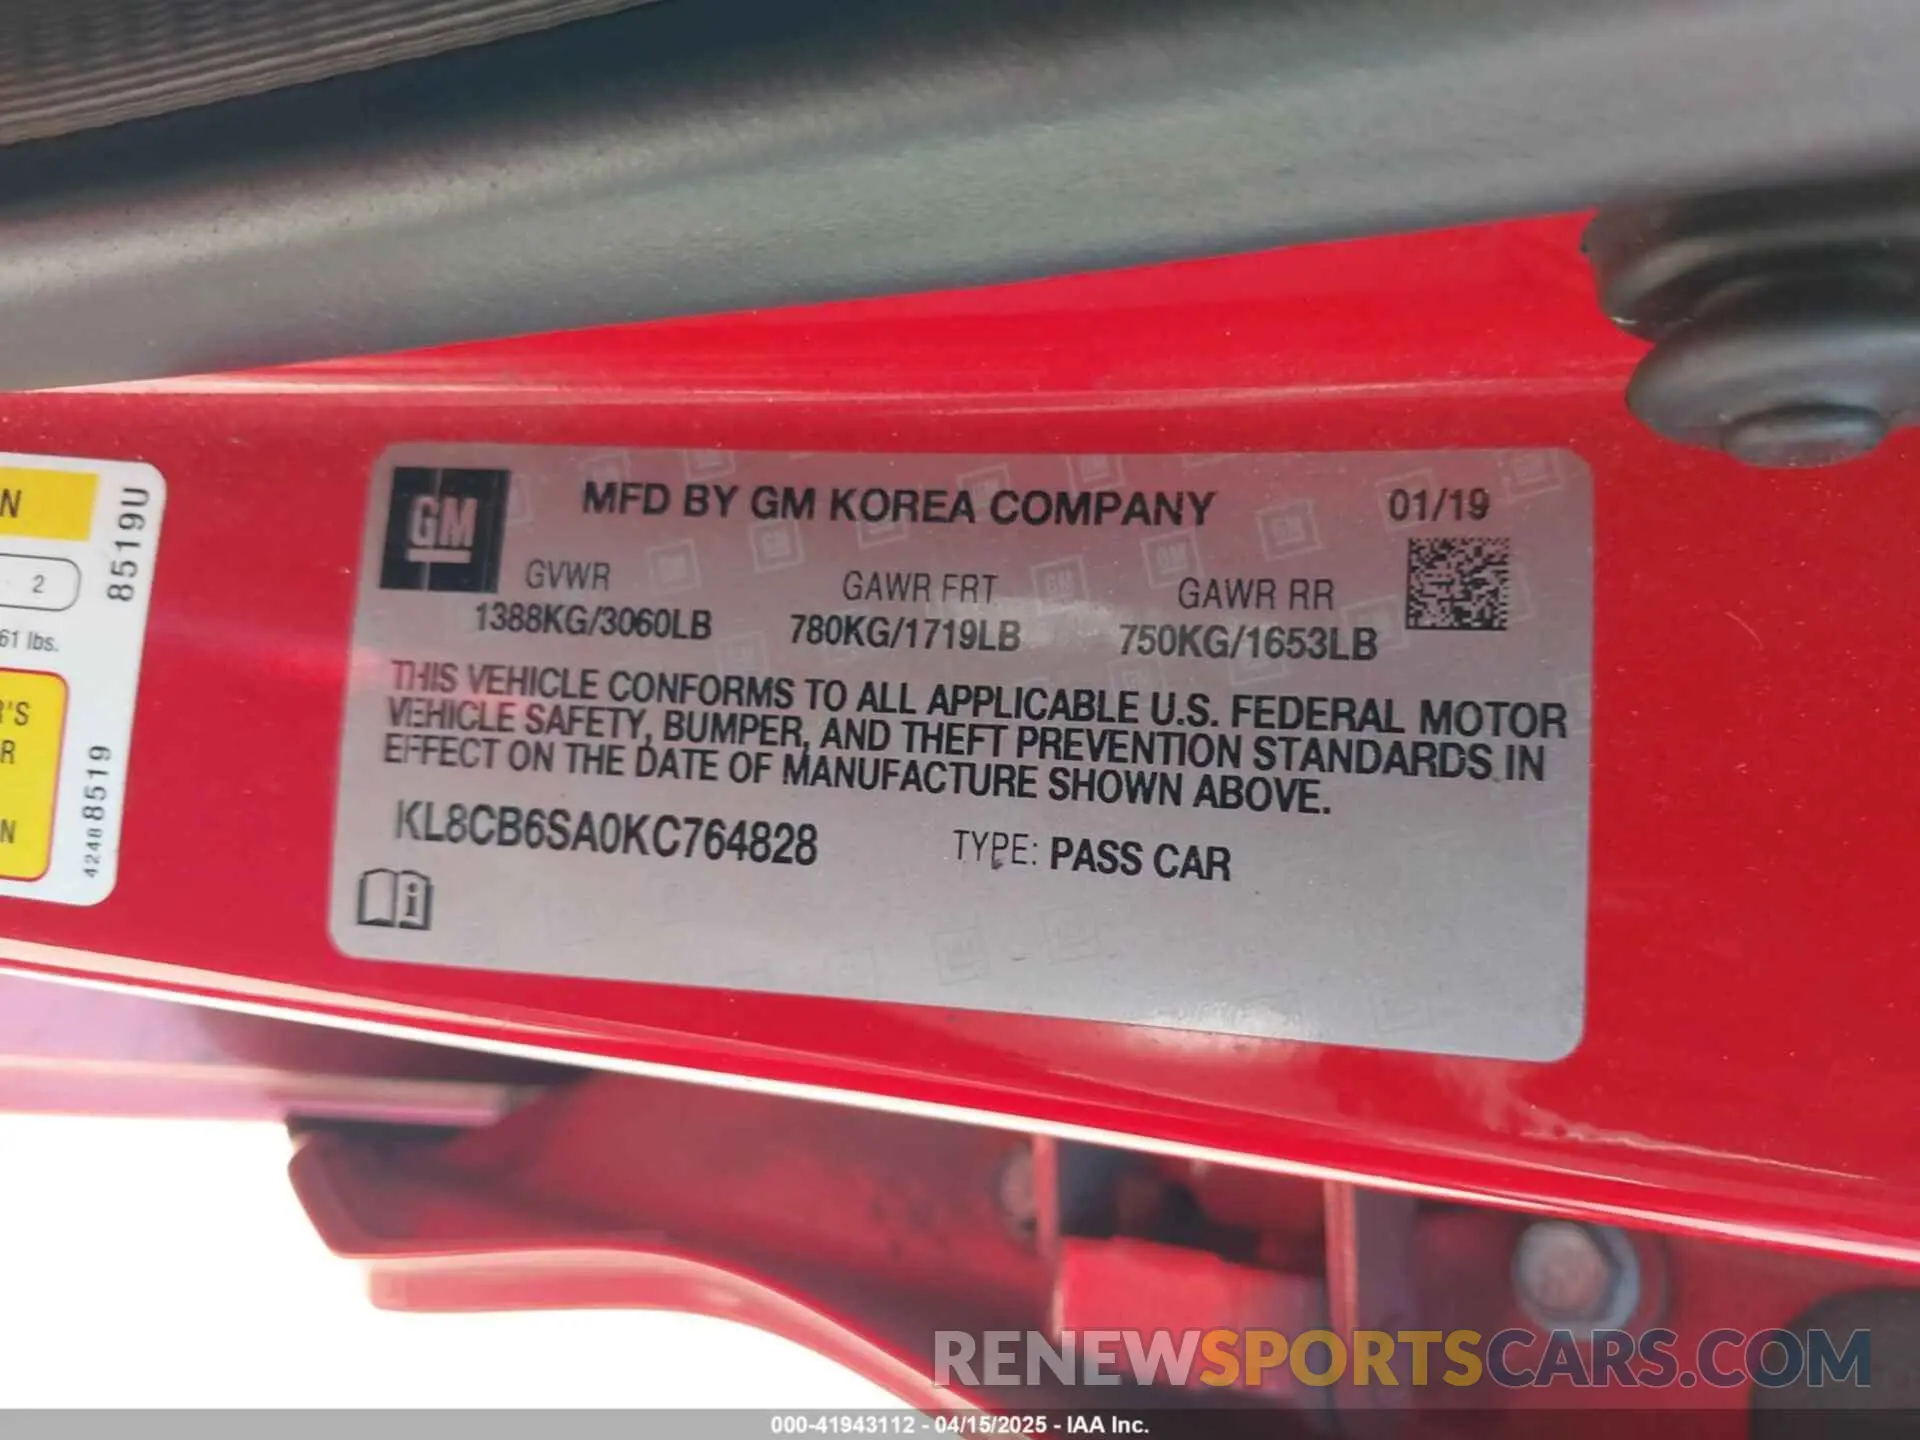 N
2
61 lbs.
R'S
R
N
8519U
4248 8519
GM
MFD BY GM KOREA COMPANY 01/19
GVWR GAWR FRT GAWR RR
1388KG/3060LB 780KG/1719LB 750KG/1653LB
THIS VEHICLE CONFORMS TO ALL APPLICABLE U.S. FEDERAL MOTOR
VEHICLE SAFETY, BUMPER, AND THEFT PREVENTION STANDARDS IN
EFFECT ON THE DATE OF MANUFACTURE SHOWN ABOVE.
KL8CB6SA0KC764828 TYPE: PASS CAR
RENEWSPORTSCARS.COM
000-41943112 - 04/15/2025 - IAA Inc.